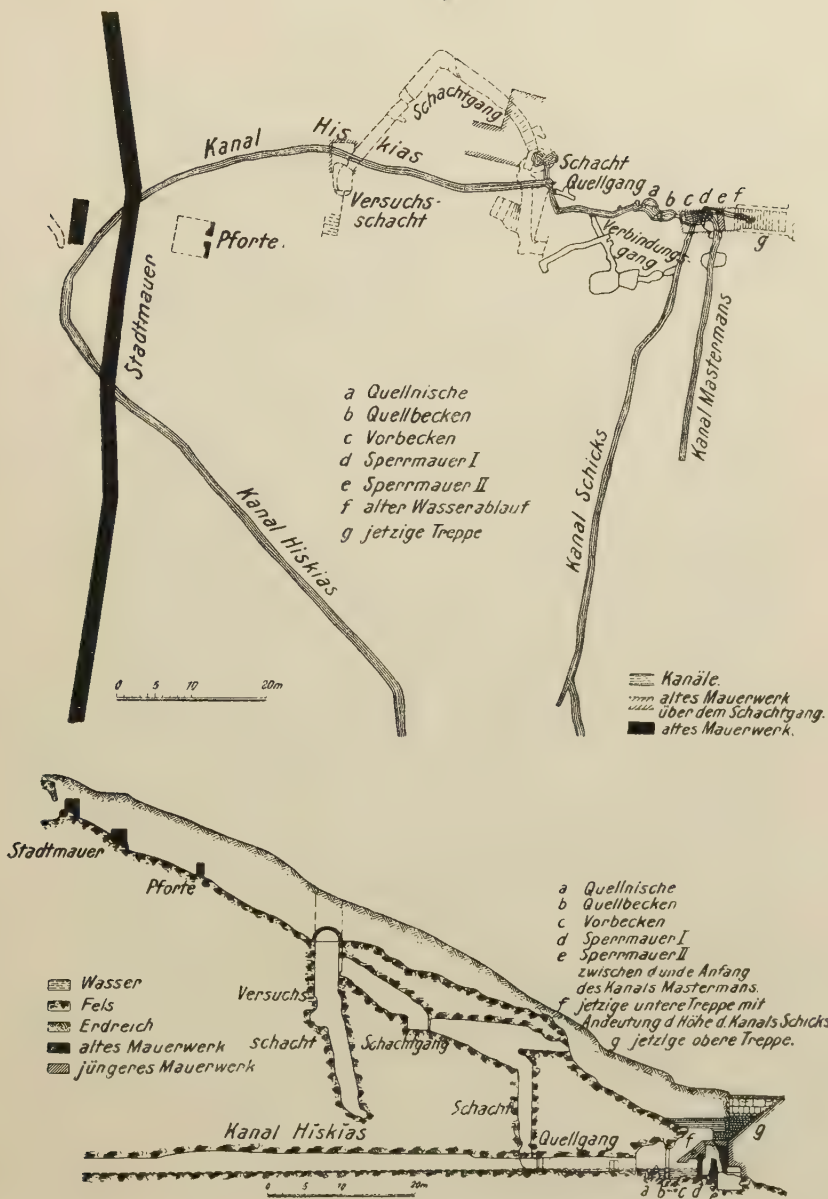 Kanal
His
kias
Schachtgang
Schacht
Quellgang
a
b
c
d
e
f
g
Versuchs-
schacht
Pforte.
Verbindungs-
gang
Stadtmauer
Kanal Mastermans
Kanal Schicks
Kanal Hiskias
a Quellnische
b Quellbecken
c Vorbecken
d Sperrmauer I
e Sperrmauer II
f alter Wasserablauf
g jetzige Treppe
0 5 10 20m
Kanäle.
altes Mauerwerk
über dem Schachtgang.
altes Mauerwerk.
Stadtmauer
Pforte
a Quellnische
b Quellbecken
c Vorbecken
d Sperrmauer I
e Sperrmauer II
zwischen d und e Anfang
des Kanals Mastermans.
f jetzige untere Treppe mit
Andeutung d. Höhe d. Kanals Schicks
g jetzige obere Treppe.
Wasser
Fels
Erdreich
altes Mauerwerk
jüngeres Mauerwerk
Versuchs
schacht
Schachtgang
Schacht
Kanal Hiskias
Quellgang
f
g
a b c d e
0 5 10 20m